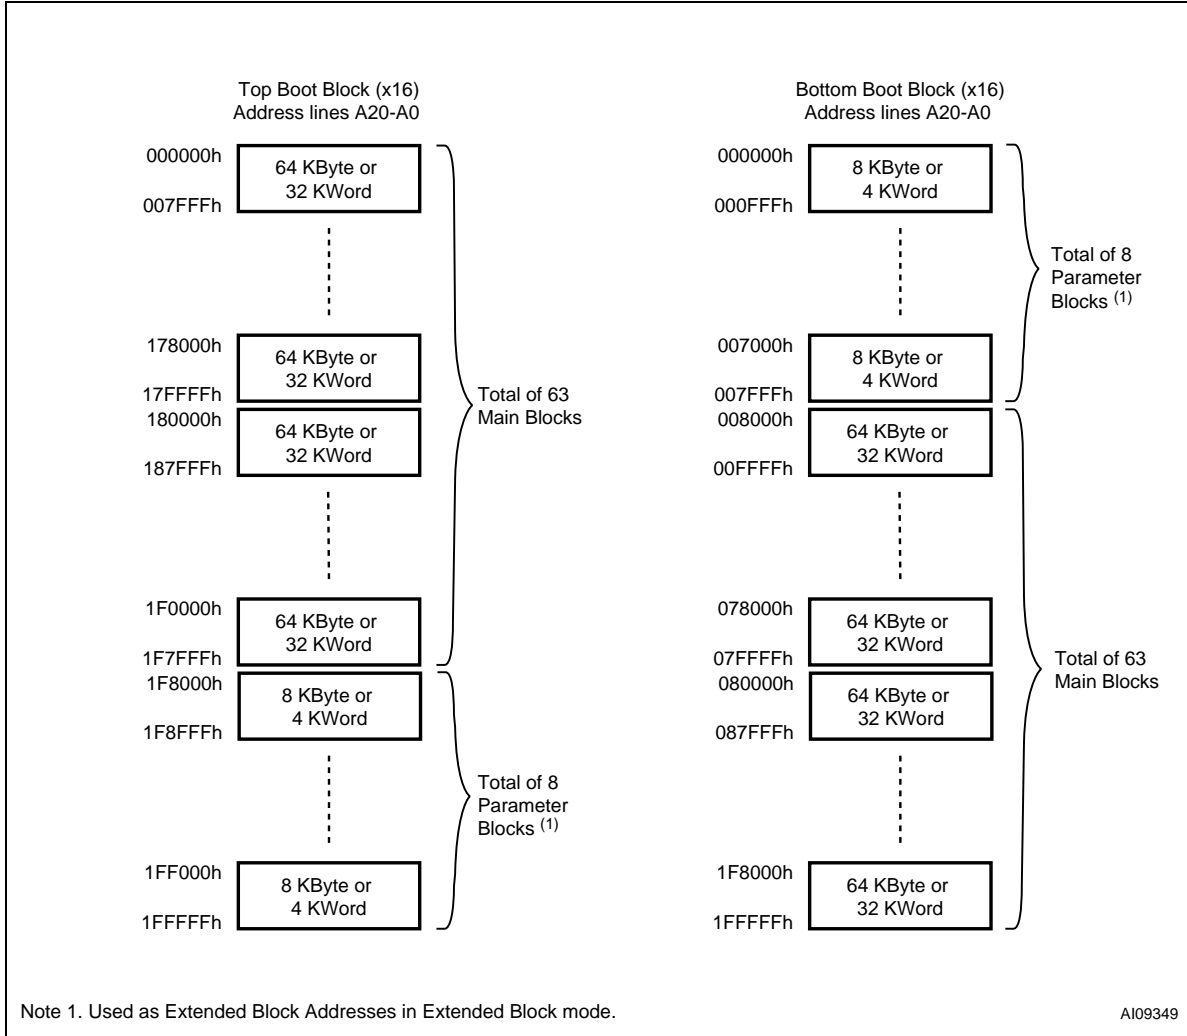 Top Boot Block (x16)
Address lines A20-A0
000000h
64 KByte or
32 KWord
007FFFh
178000h
64 KByte or
32 KWord
17FFFFh
180000h
64 KByte or
32 KWord
187FFFh
Total of 63
Main Blocks
1F0000h
64 KByte or
32 KWord
1F7FFFh
1F8000h
8 KByte or
4 KWord
1F8FFFh
Total of 8
Parameter
Blocks (1)
1FF000h
8 KByte or
4 KWord
1FFFFFh
Bottom Boot Block (x16)
Address lines A20-A0
000000h
8 KByte or
4 KWord
000FFFh
Total of 8
Parameter
Blocks (1)
007000h
8 KByte or
4 KWord
007FFFh
008000h
64 KByte or
32 KWord
00FFFFh
078000h
64 KByte or
32 KWord
07FFFFh
080000h
64 KByte or
32 KWord
087FFFh
Total of 63
Main Blocks
1F8000h
64 KByte or
32 KWord
1FFFFFh
Note 1. Used as Extended Block Addresses in Extended Block mode.
AI09349